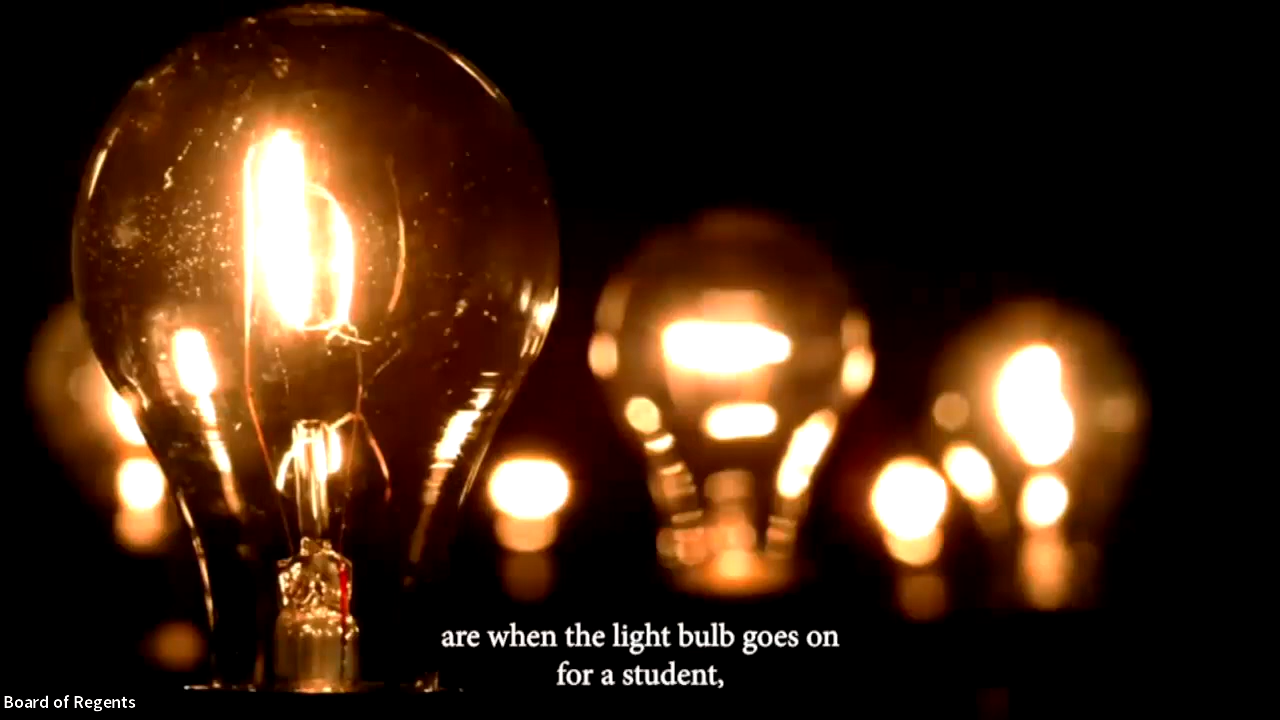 are when the light bulb goes on
for a student,
Board of Regents